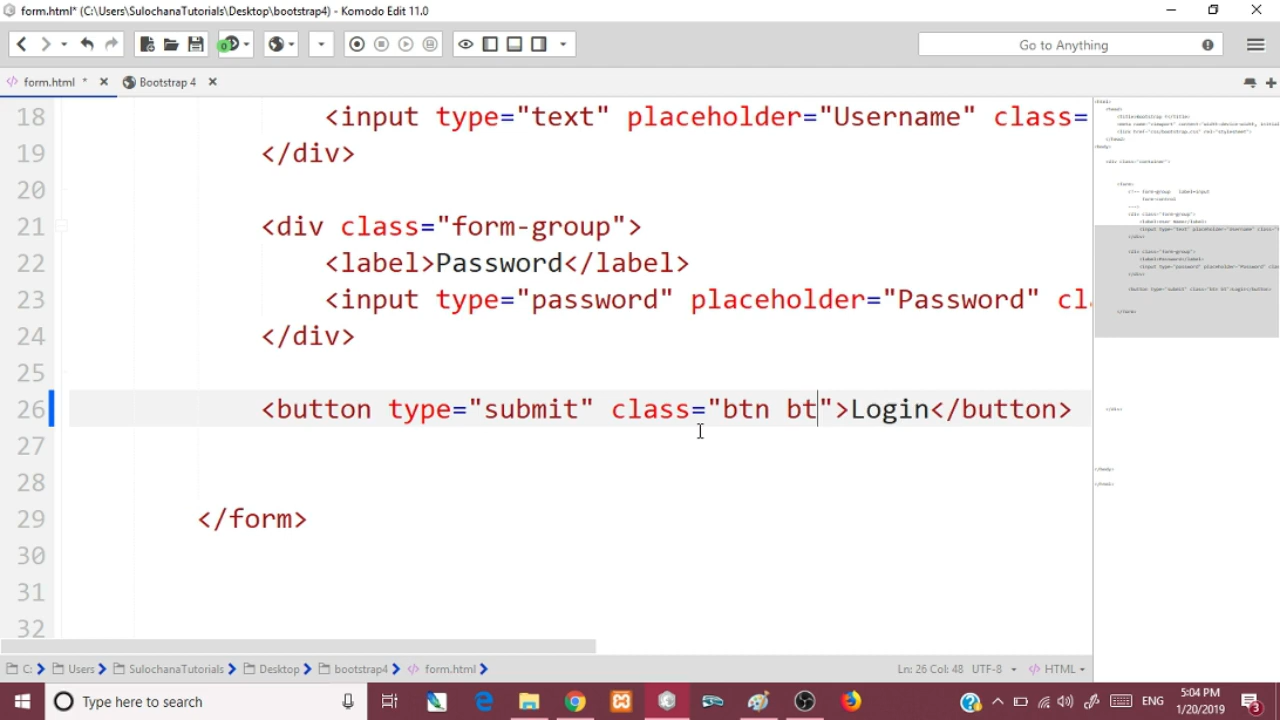 form.html* (C:\Users\SulochanaTutorials\Desktop\bootstrap4) - Komodo Edit 11.0
Go to Anything
form.html *
Bootstrap 4
18 <input type="text" placeholder="Username" class=
19 </div>
20
21 <div class="form-group">
22 <label>Password</label>
23 <input type="password" placeholder="Password" cl
24 </div>
25
26 <button type="submit" class="btn bt">Login</button>
27
28
29 </form>
30
31
32
C: Users SulochanaTutorials Desktop bootstrap4 form.html Ln: 26 Col: 48 UTF-8 HTML
Type here to search
ENG
5:04 PM
1/20/2019
3